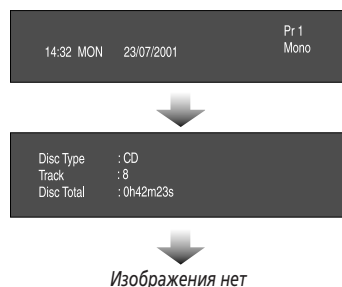 Pr 1
14:32 MON 23/07/2001 Mono
Disc Type : CD
Track : 8
Disc Total : 0h42m23s
Изображения нет